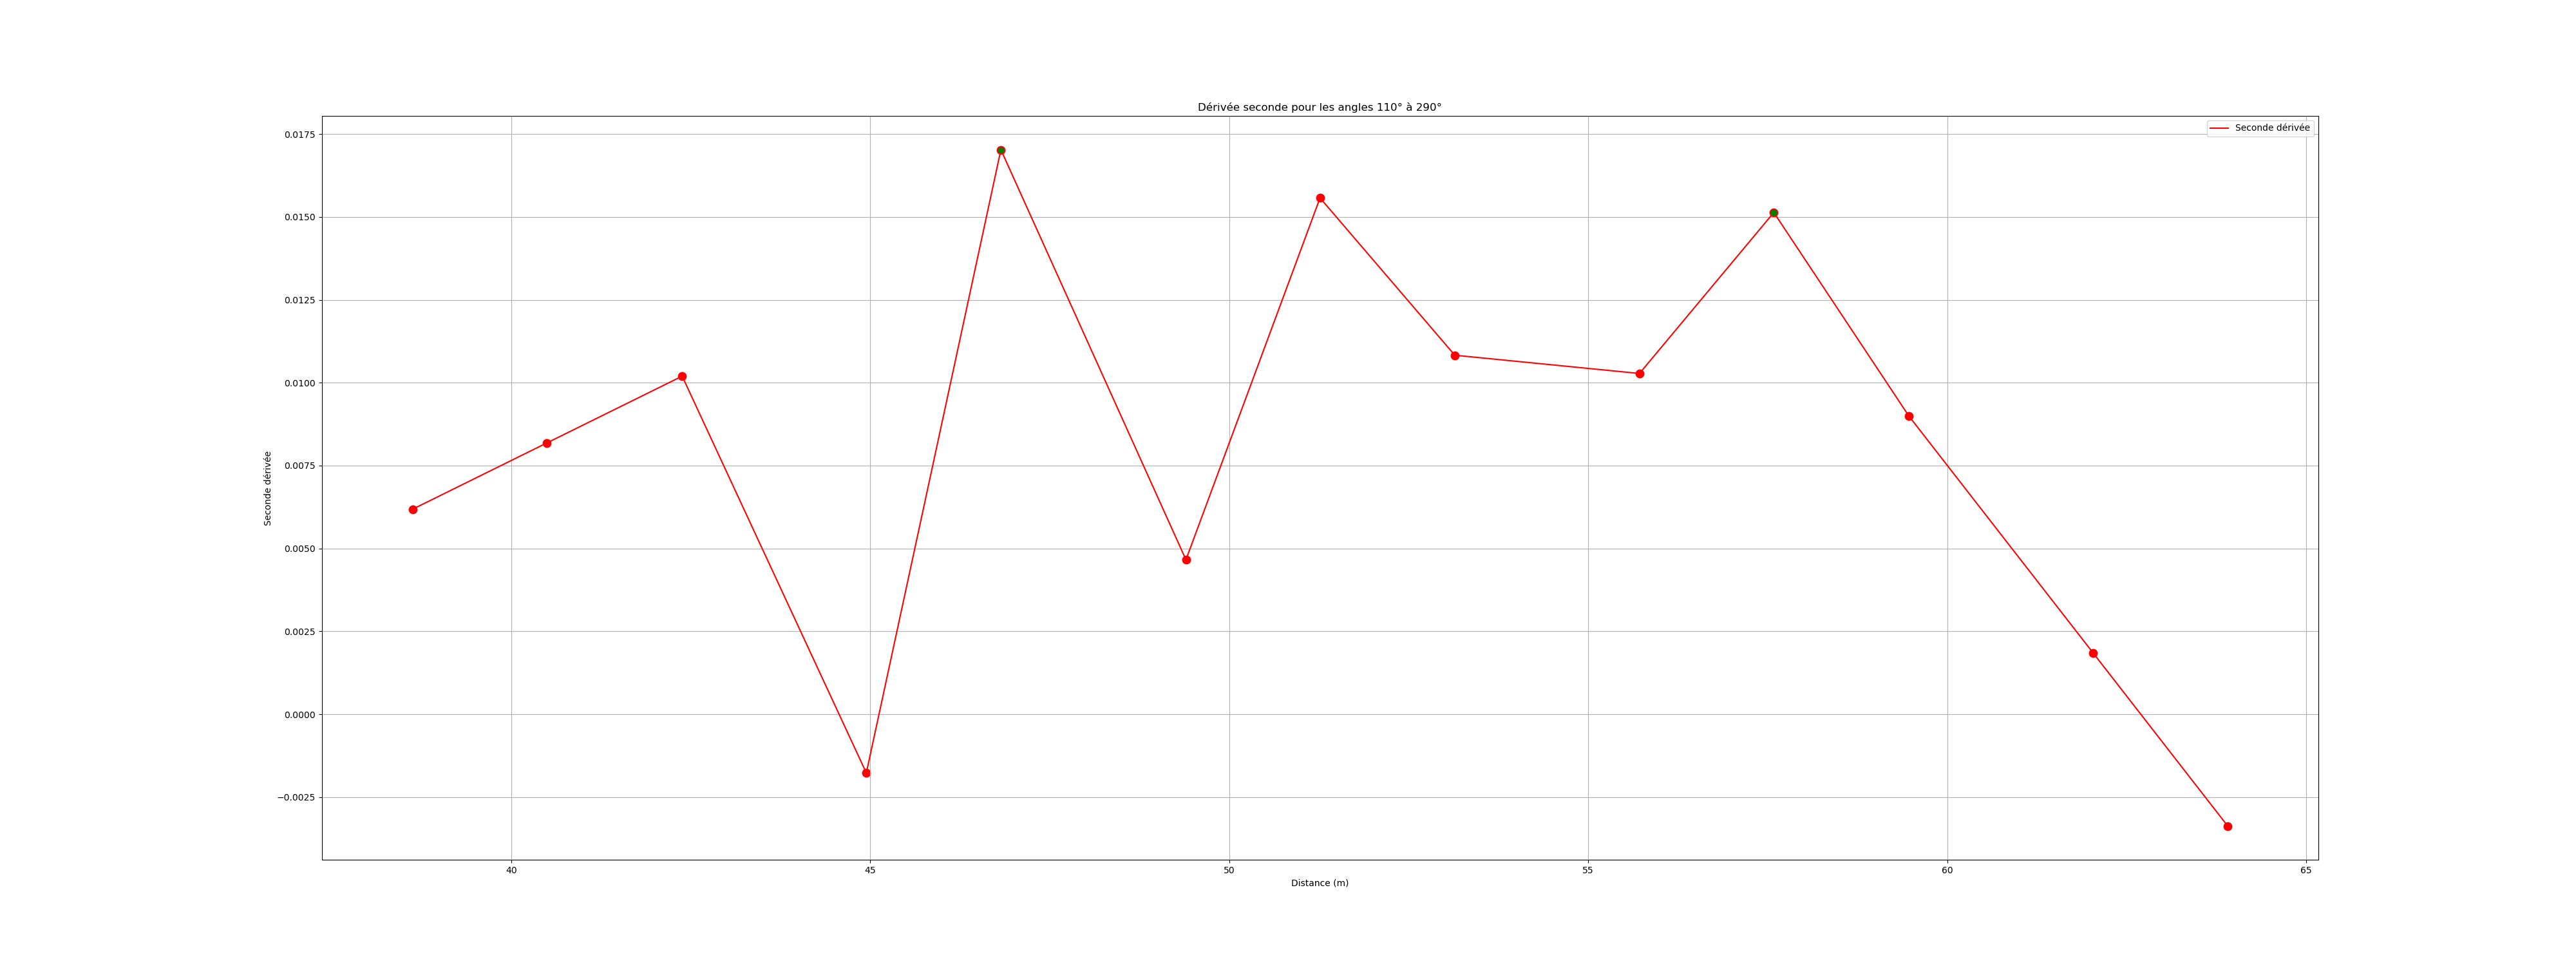 Dérivée seconde pour les angles 110° à 290°
Seconde dérivée
0.0175
0.0150
0.0125
0.0100
0.0075
0.0050
0.0025
0.0000
−0.0025
Seconde dérivée
40 45 50 55 60 65
Distance (m)